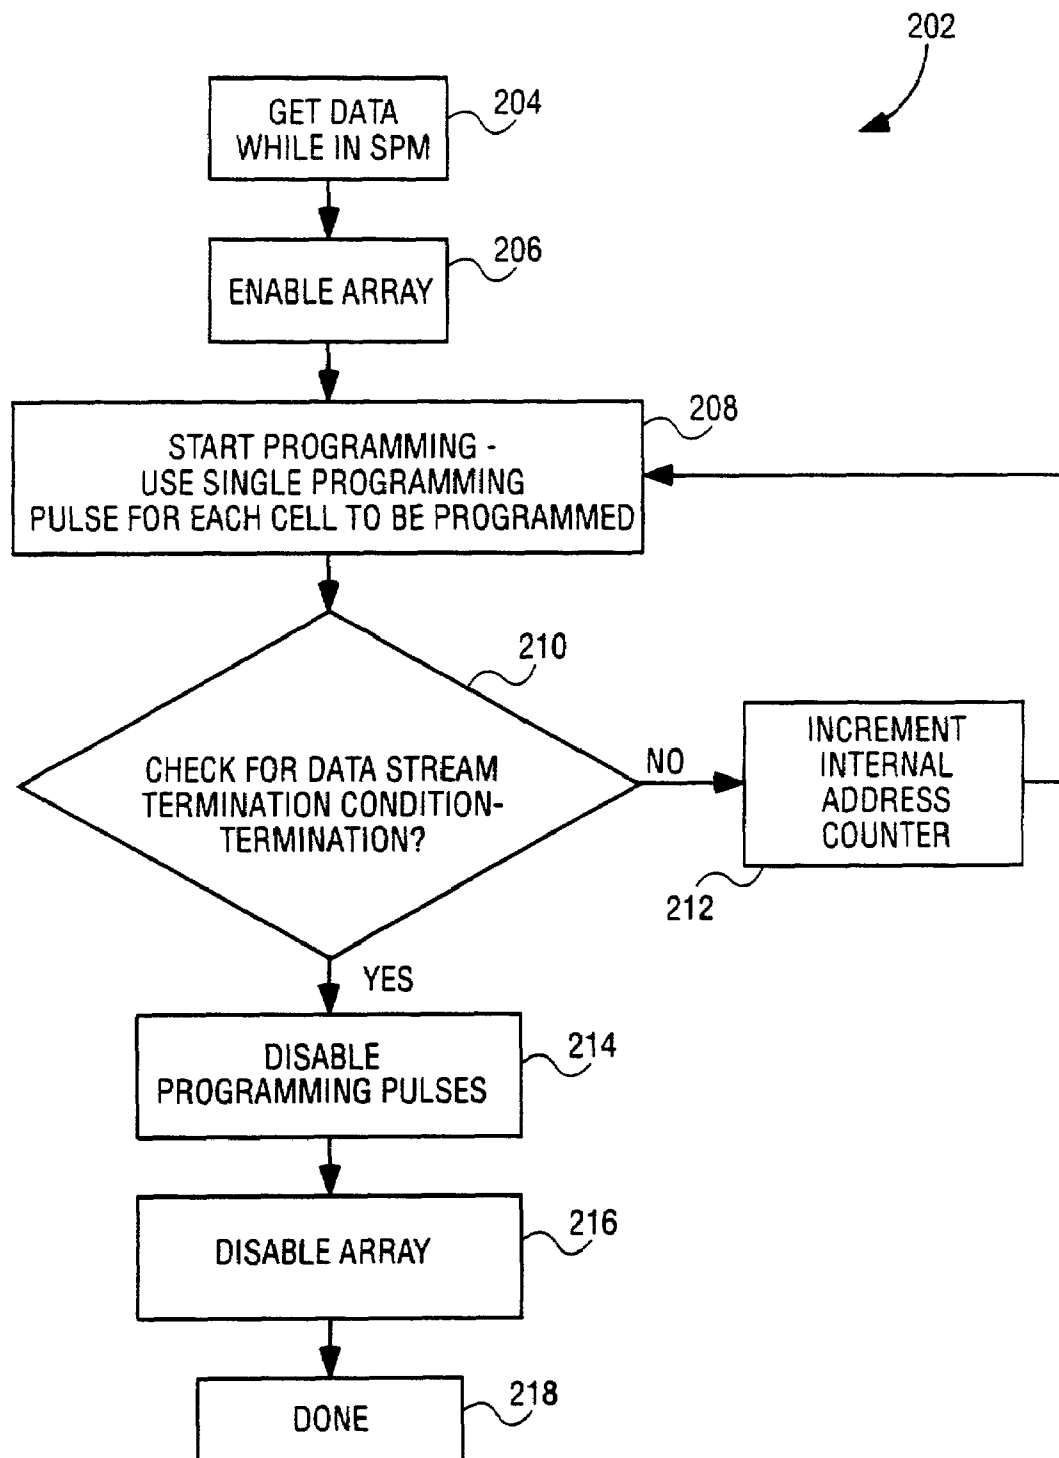 202
GET DATA
WHILE IN SPM
204
ENABLE ARRAY
206
START PROGRAMMING -
USE SINGLE PROGRAMMING
PULSE FOR EACH CELL TO BE PROGRAMMED
208
CHECK FOR DATA STREAM
TERMINATION CONDITION-
TERMINATION?
210
NO
INCREMENT
INTERNAL
ADDRESS
COUNTER
212
YES
DISABLE
PROGRAMMING PULSES
214
DISABLE ARRAY
216
DONE
218